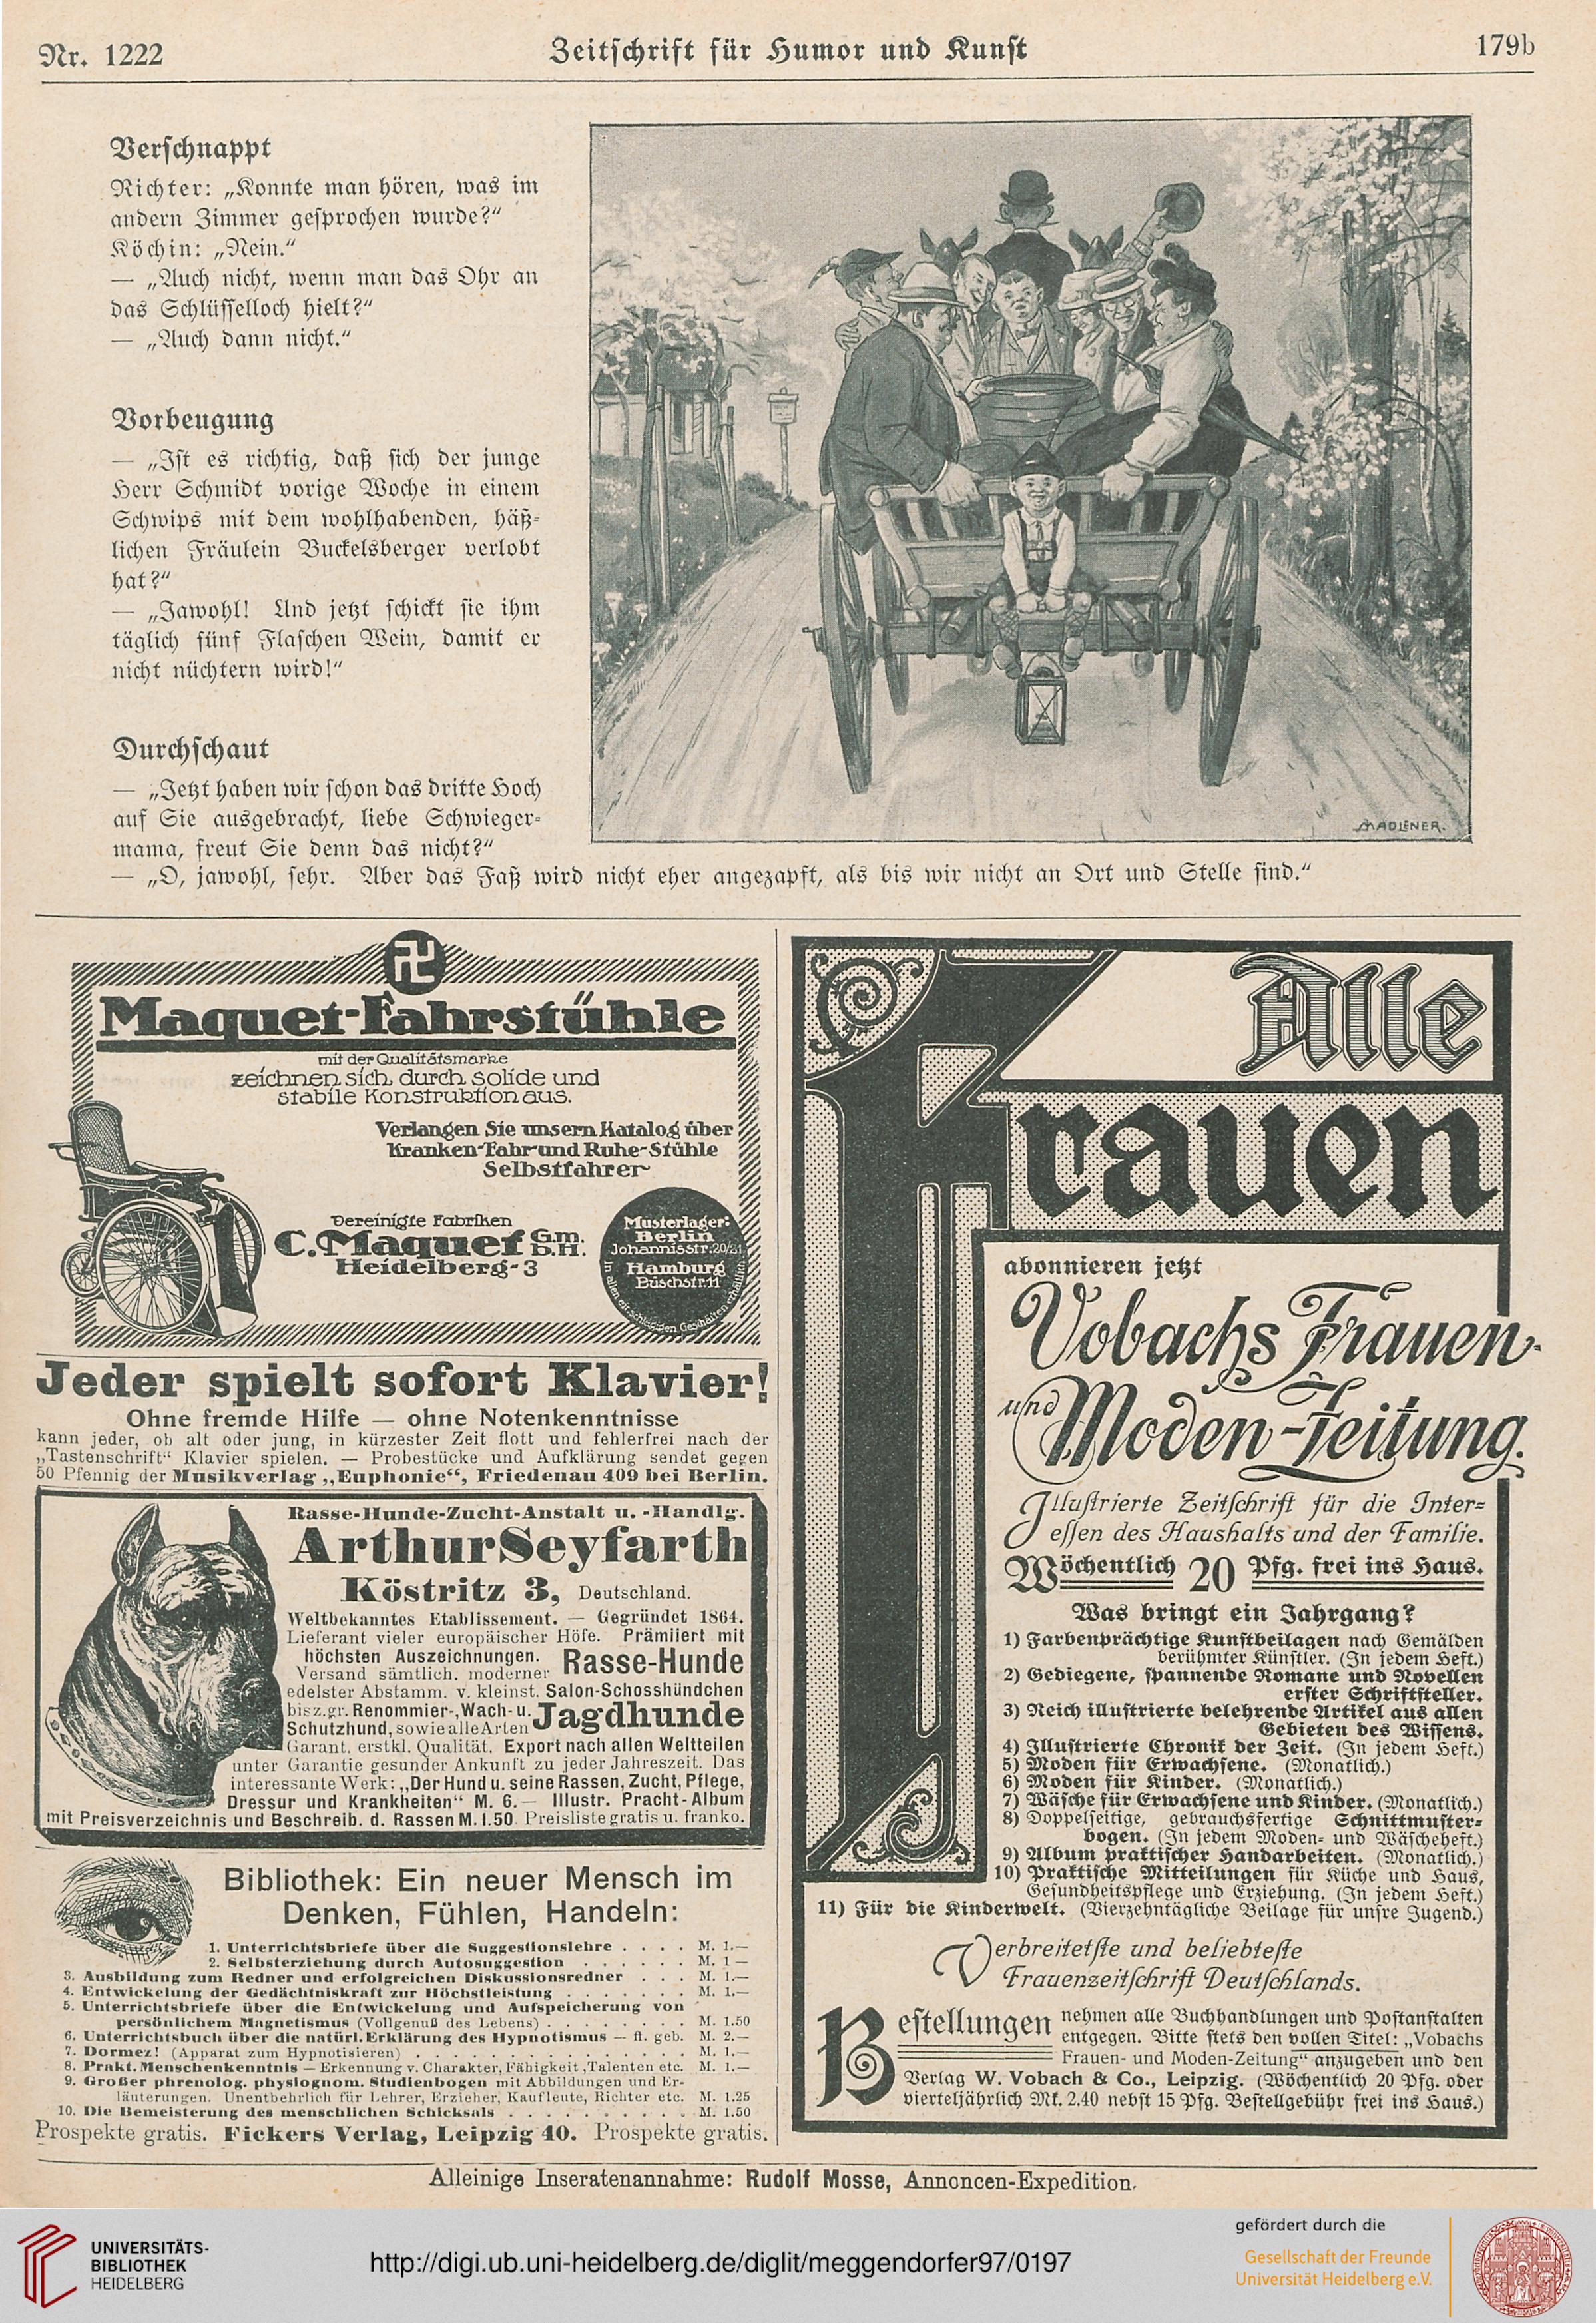 Nr. 1222
Zeitschrift für Humor und Kunst
179b
Verschnappt
Richter: „Konnte man hören, was im
andern Zimmer gesprochen wurde?“
Köchin: „Nein.“
— „Auch nicht, wenn man das Ohr an
das Schlüsselloch hielt?“
— „Auch dann nicht.“
Vorbeugung
— „Ist es richtig, daß sich der junge
Herr Schmidt vorige Woche in einem
Schwips mit dem wohlhabenden, häß-
lichen Fräulein Buckelsberger verlobt
hat?“
— „Jawohl! Und jetzt schickt sie ihm
täglich fünf Flaschen Wein, damit er
nicht nüchtern wird!“
Durchschaut
— „Jetzt haben wir schon das dritte Hoch
auf Sie ausgebracht, liebe Schwieger-
mama, freut Sie denn das nicht?“
— „O, jawohl, sehr. Aber das Faß wird nicht eher angezapft, als bis wir nicht an Ort und Stelle sind.“
MADLENER.
Maquet-Fahrstühle
mit der Qualitätsmarke
zeichnen sich durch solide und
stabile Konstruktion aus.
Verlangen Sie unsern Katalog über
Kranken-Fahr-und Ruhe-Stühle
Selbstfahrer
Vereinigte Fabriken
C. Maquet G.m.b.H.
Heidelberg-3
Musterlager:
Berlin
Johannisstr. 20/21
Hamburg
Büschstr. 11
in allen einschlägigen Geschäften erhältlich
Jeder spielt sofort Klavier!
Ohne fremde Hilfe — ohne Notenkenntnisse
kann jeder, ob alt oder jung, in kürzester Zeit flott und fehlerfrei nach der
„Tastenschrift“ Klavier spielen. — Probestücke und Aufklärung sendet gegen
50 Pfennig der Musikverlag „Euphonie“, Friedenau 409 bei Berlin.
Rasse-Hunde-Zucht-Anstalt u. -Handlg.
Arthur Seyfarth
Köstritz 3, Deutschland.
Weltbekanntes Etablissement. — Gegründet 1864.
Lieferant vieler europäischer Höfe. Prämiiert mit
höchsten Auszeichnungen.
Versand sämtlich. moderner Rasse-Hunde
edelster Abstamm. v. kleinst. Salon-Schosshündchen
bis z. gr. Renommier-, Wach- u.
Schutzhund, sowie alle Arten Jagdhunde
Garant. erstkl. Qualität. Export nach allen Weltteilen
unter Garantie gesunder Ankunft zu jeder Jahreszeit. Das
interessante Werk: „Der Hund u. seine Rassen, Zucht, Pflege,
Dressur und Krankheiten“ M. 6.— Illustr. Pracht-Album
mit Preisverzeichnis und Beschreib. d. Rassen M. 1.50 Preisliste gratis u. franko.
Bibliothek: Ein neuer Mensch im
Denken, Fühlen, Handeln:
1. Unterrichtsbriefe über die Suggestionslehre . . . . M. 1.—
2. Selbsterziehung durch Autosuggestion . . . . . . M. 1—
3. Ausbildung zum Redner und erfolgreichen Diskussionsredner . . . M. 1.—
4. Entwickelung der Gedächtniskraft zur Höchstleistung . . . . . . . M. 1.—
5. Unterrichtsbriefe über die Entwickelung und Aufspeicherung von
persönlichem Magnetismus (Vollgenuß des Lebens) . . . . . . . . M. 1.50
6. Unterrichtsbuch über die natürl. Erklärung des Hypnotismus — fl. geb. M. 2.—
7. Dormez! (Apparat zum Hypnotisieren) . . . . . . . . . . . . . . M. 1.—
8. Prakt. Menschenkenntnis — Erkennung v. Charakter, Fähigkeit, Talenten etc. M. 1.—
9. Großer phrenolog. physiognom. Studienbogen mit Abbildungen und Er-
läuterungen. Unentbehrlich für Lehrer, Erzieher, Kaufleute, Richter etc. M. 1.25
10. Die Bemeisterung des menschlichen Schicksals . . . . . . . . . . M. 1.50
Prospekte gratis. Fickers Verlag, Leipzig 40. Prospekte gratis.
Alle
Frauen
abonnieren jetzt
Vobachs Frauen-
und Moden-Zeitung.
Illustrierte Zeitschrift für die Inter-
essen des Haushalts und der Familie.
Wöchentlich 20 Pfg. frei ins Haus.
Was bringt ein Jahrgang?
1) Farbenprächtige Kunstbeilagen nach Gemälden
berühmter Künstler. (In jedem Heft.)
2) Gediegene, spannende Romane und Novellen
erster Schriftsteller.
3) Reich illustrierte belehrende Artikel aus allen
Gebieten des Wissens.
4) Illustrierte Chronik der Zeit. (In jedem Heft.)
5) Moden für Erwachsene. (Monatlich.)
6) Moden für Kinder. (Monatlich.)
7) Wäsche für Erwachsene und Kinder. (Monatlich.)
8) Doppelseitige, gebrauchsfertige Schnittmuster-
bogen. (In jedem Moden- und Wäscheheft.)
9) Album praktischer Handarbeiten. (Monatlich.)
10) Praktische Mitteilungen für Küche und Haus,
Gesundheitspflege und Erziehung. (In jedem Heft.)
11) Für die Kinderwelt. (Vierzehntägliche Beilage für unsre Jugend.)
Verbreitetste und beliebteste
Frauenzeitschrift Deutschlands.
Bestellungen nehmen alle Buchhandlungen und Postanstalten
entgegen. Bitte stets den vollen Titel: „Vobachs
Frauen- und Moden-Zeitung“ anzugeben und den
Verlag W. Vobach & Co., Leipzig. (Wöchentlich 20 Pfg. oder
vierteljährlich Mk. 2.40 nebst 15 Pfg. Bestellgebühr frei ins Haus.)
Alleinige Inseratenannahme: Rudolf Mosse, Annoncen-Expedition.
UNIVERSITÄTS-
BIBLIOTHEK
HEIDELBERG
http://digi.ub.uni-heidelberg.de/diglit/meggendorfer97/0197
gefördert durch die
Gesellschaft der Freunde
Universität Heidelberg e.V.